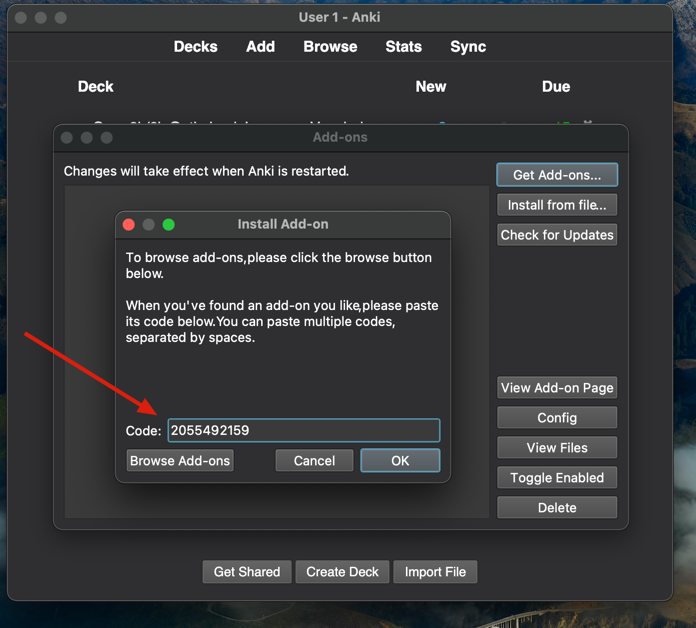 User 1 - Anki
Decks Add Browse Stats Sync
Deck New Due
Add-ons
Changes will take effect when Anki is restarted.
Get Add-ons...
Install from file...
Check for Updates
Install Add-on
To browse add-ons,please click the browse button
below.
When you've found an add-on you like,please paste
its code below.You can paste multiple codes,
separated by spaces.
Code: 2055492159
Browse Add-ons Cancel OK
View Add-on Page
Config
View Files
Toggle Enabled
Delete
Get Shared Create Deck Import File